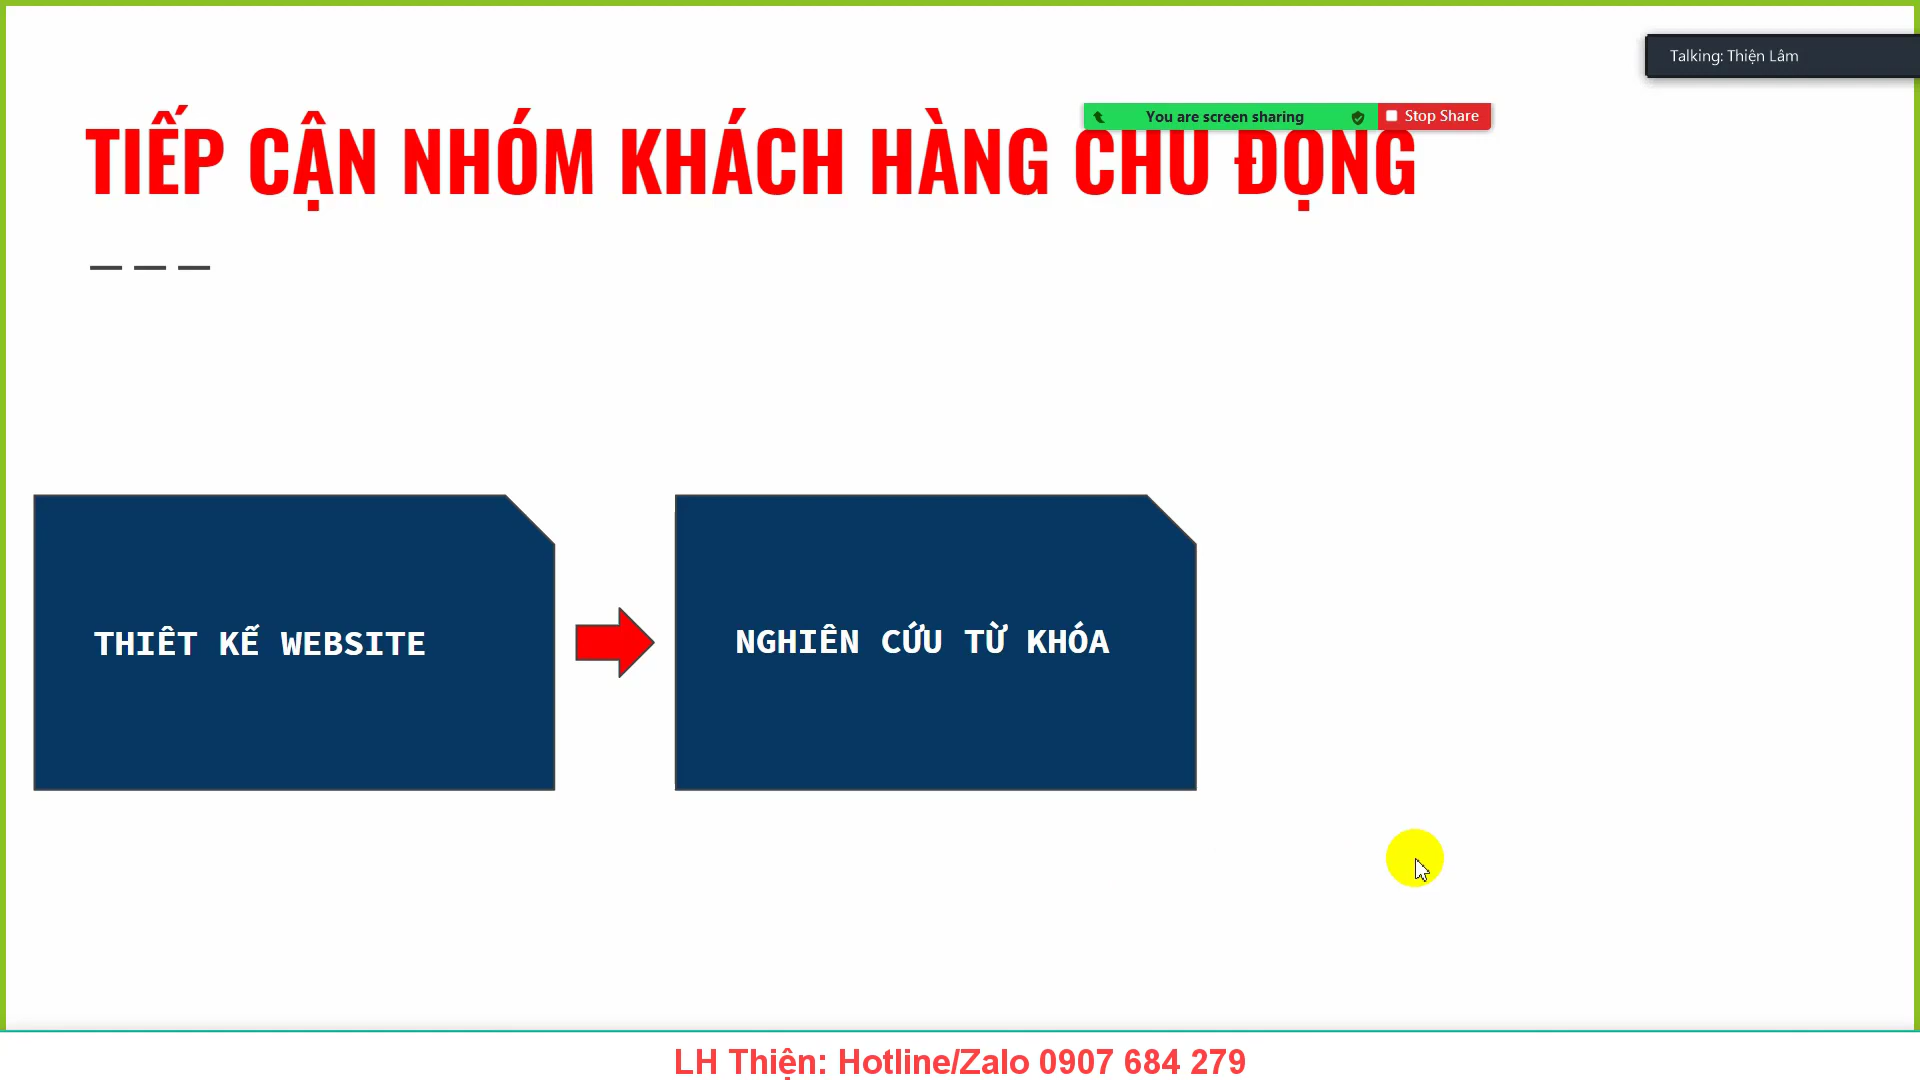 Talking: Thiện Lâm
You are screen sharing
Stop Share
TIẾP CẬN NHÓM KHÁCH HÀNG CHỦ ĐỘNG
THIÊT KẾ WEBSITE
NGHIÊN CỨU TỪ KHÓA
LH Thiện: Hotline/Zalo 0907 684 279